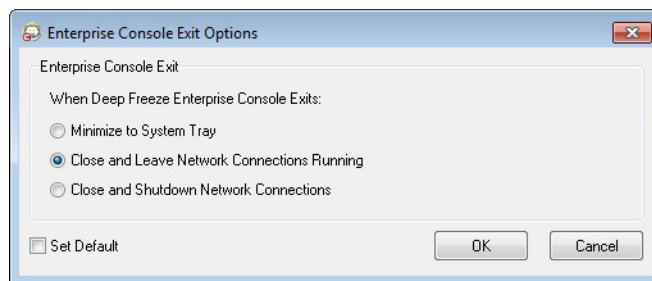 Enterprise Console Exit Options
Enterprise Console Exit
When Deep Freeze Enterprise Console Exits:
Minimize to System Tray
Close and Leave Network Connections Running
Close and Shutdown Network Connections
Set Default
OK
Cancel